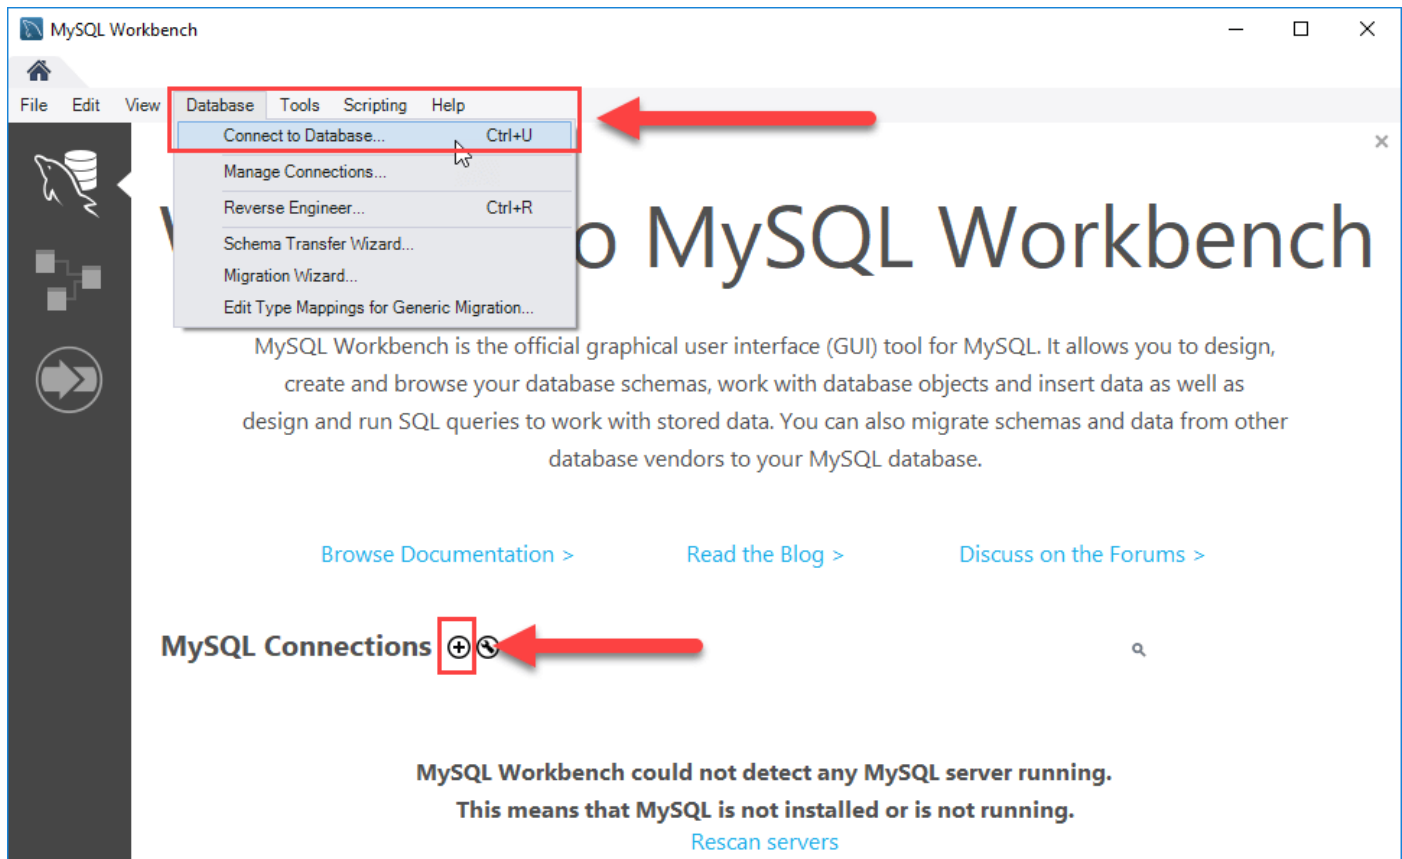 MySQL Workbench
File Edit View Database Tools Scripting Help
Connect to Database... Ctrl+U
Manage Connections...
Reverse Engineer... Ctrl+R
Schema Transfer Wizard...
Migration Wizard...
Edit Type Mappings for Generic Migration...
o MySQL Workbench
MySQL Workbench is the official graphical user interface (GUI) tool for MySQL. It allows you to design,
create and browse your database schemas, work with database objects and insert data as well as
design and run SQL queries to work with stored data. You can also migrate schemas and data from other
database vendors to your MySQL database.
Browse Documentation > Read the Blog > Discuss on the Forums >
MySQL Connections
MySQL Workbench could not detect any MySQL server running.
This means that MySQL is not installed or is not running.
Rescan servers